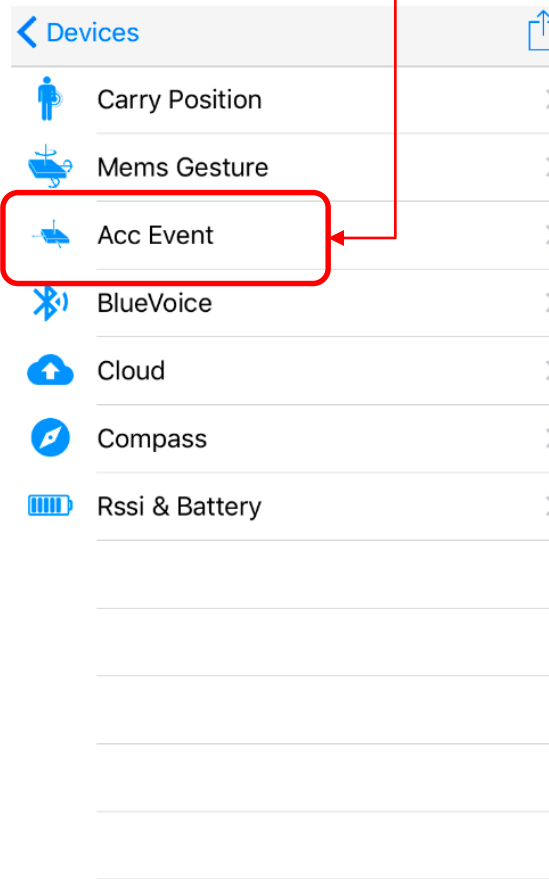 Devices
Carry Position
Mems Gesture
Acc Event
BlueVoice
Cloud
Compass
Rssi & Battery